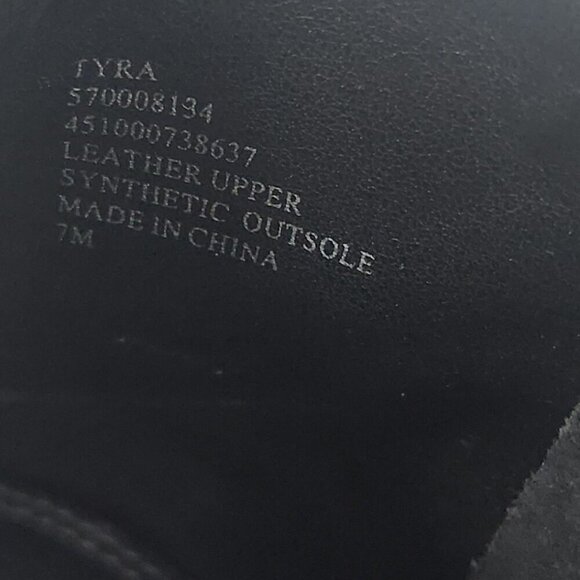 TYRA
570008134
451000738637
LEATHER UPPER
SYNTHETIC OUTSOLE
MADE IN CHINA
7M